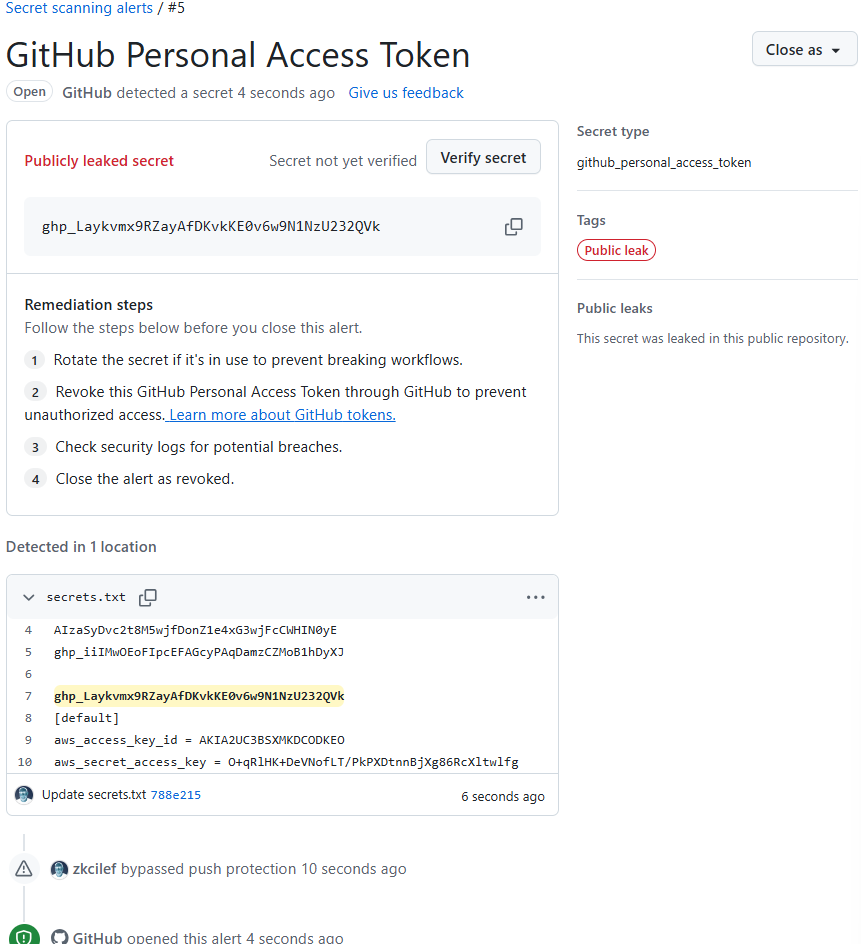 Secret scanning alerts / #5
GitHub Personal Access Token
Close as
Open GitHub detected a secret 4 seconds ago Give us feedback
Publicly leaked secret
Secret not yet verified
Verify secret
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
Remediation steps
Follow the steps below before you close this alert.
1 Rotate the secret if it's in use to prevent breaking workflows.
2 Revoke this GitHub Personal Access Token through GitHub to prevent
unauthorized access. Learn more about GitHub tokens.
3 Check security logs for potential breaches.
4 Close the alert as revoked.
Secret type
github_personal_access_token
Tags
Public leak
Public leaks
This secret was leaked in this public repository.
Detected in 1 location
secrets.txt
4 AIzaSyDvc2t8M5wjfDonZ1e4xG3wjFcCWHIN0yE
5 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
6
7 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
8 [default]
9 aws_access_key_id = AKIA2UC3BSXMKDCODKEO
10 aws_secret_access_key = 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
Update secrets.txt 788e215
6 seconds ago
zkcilef bypassed push protection 10 seconds ago
GitHub opened this alert 4 seconds ago